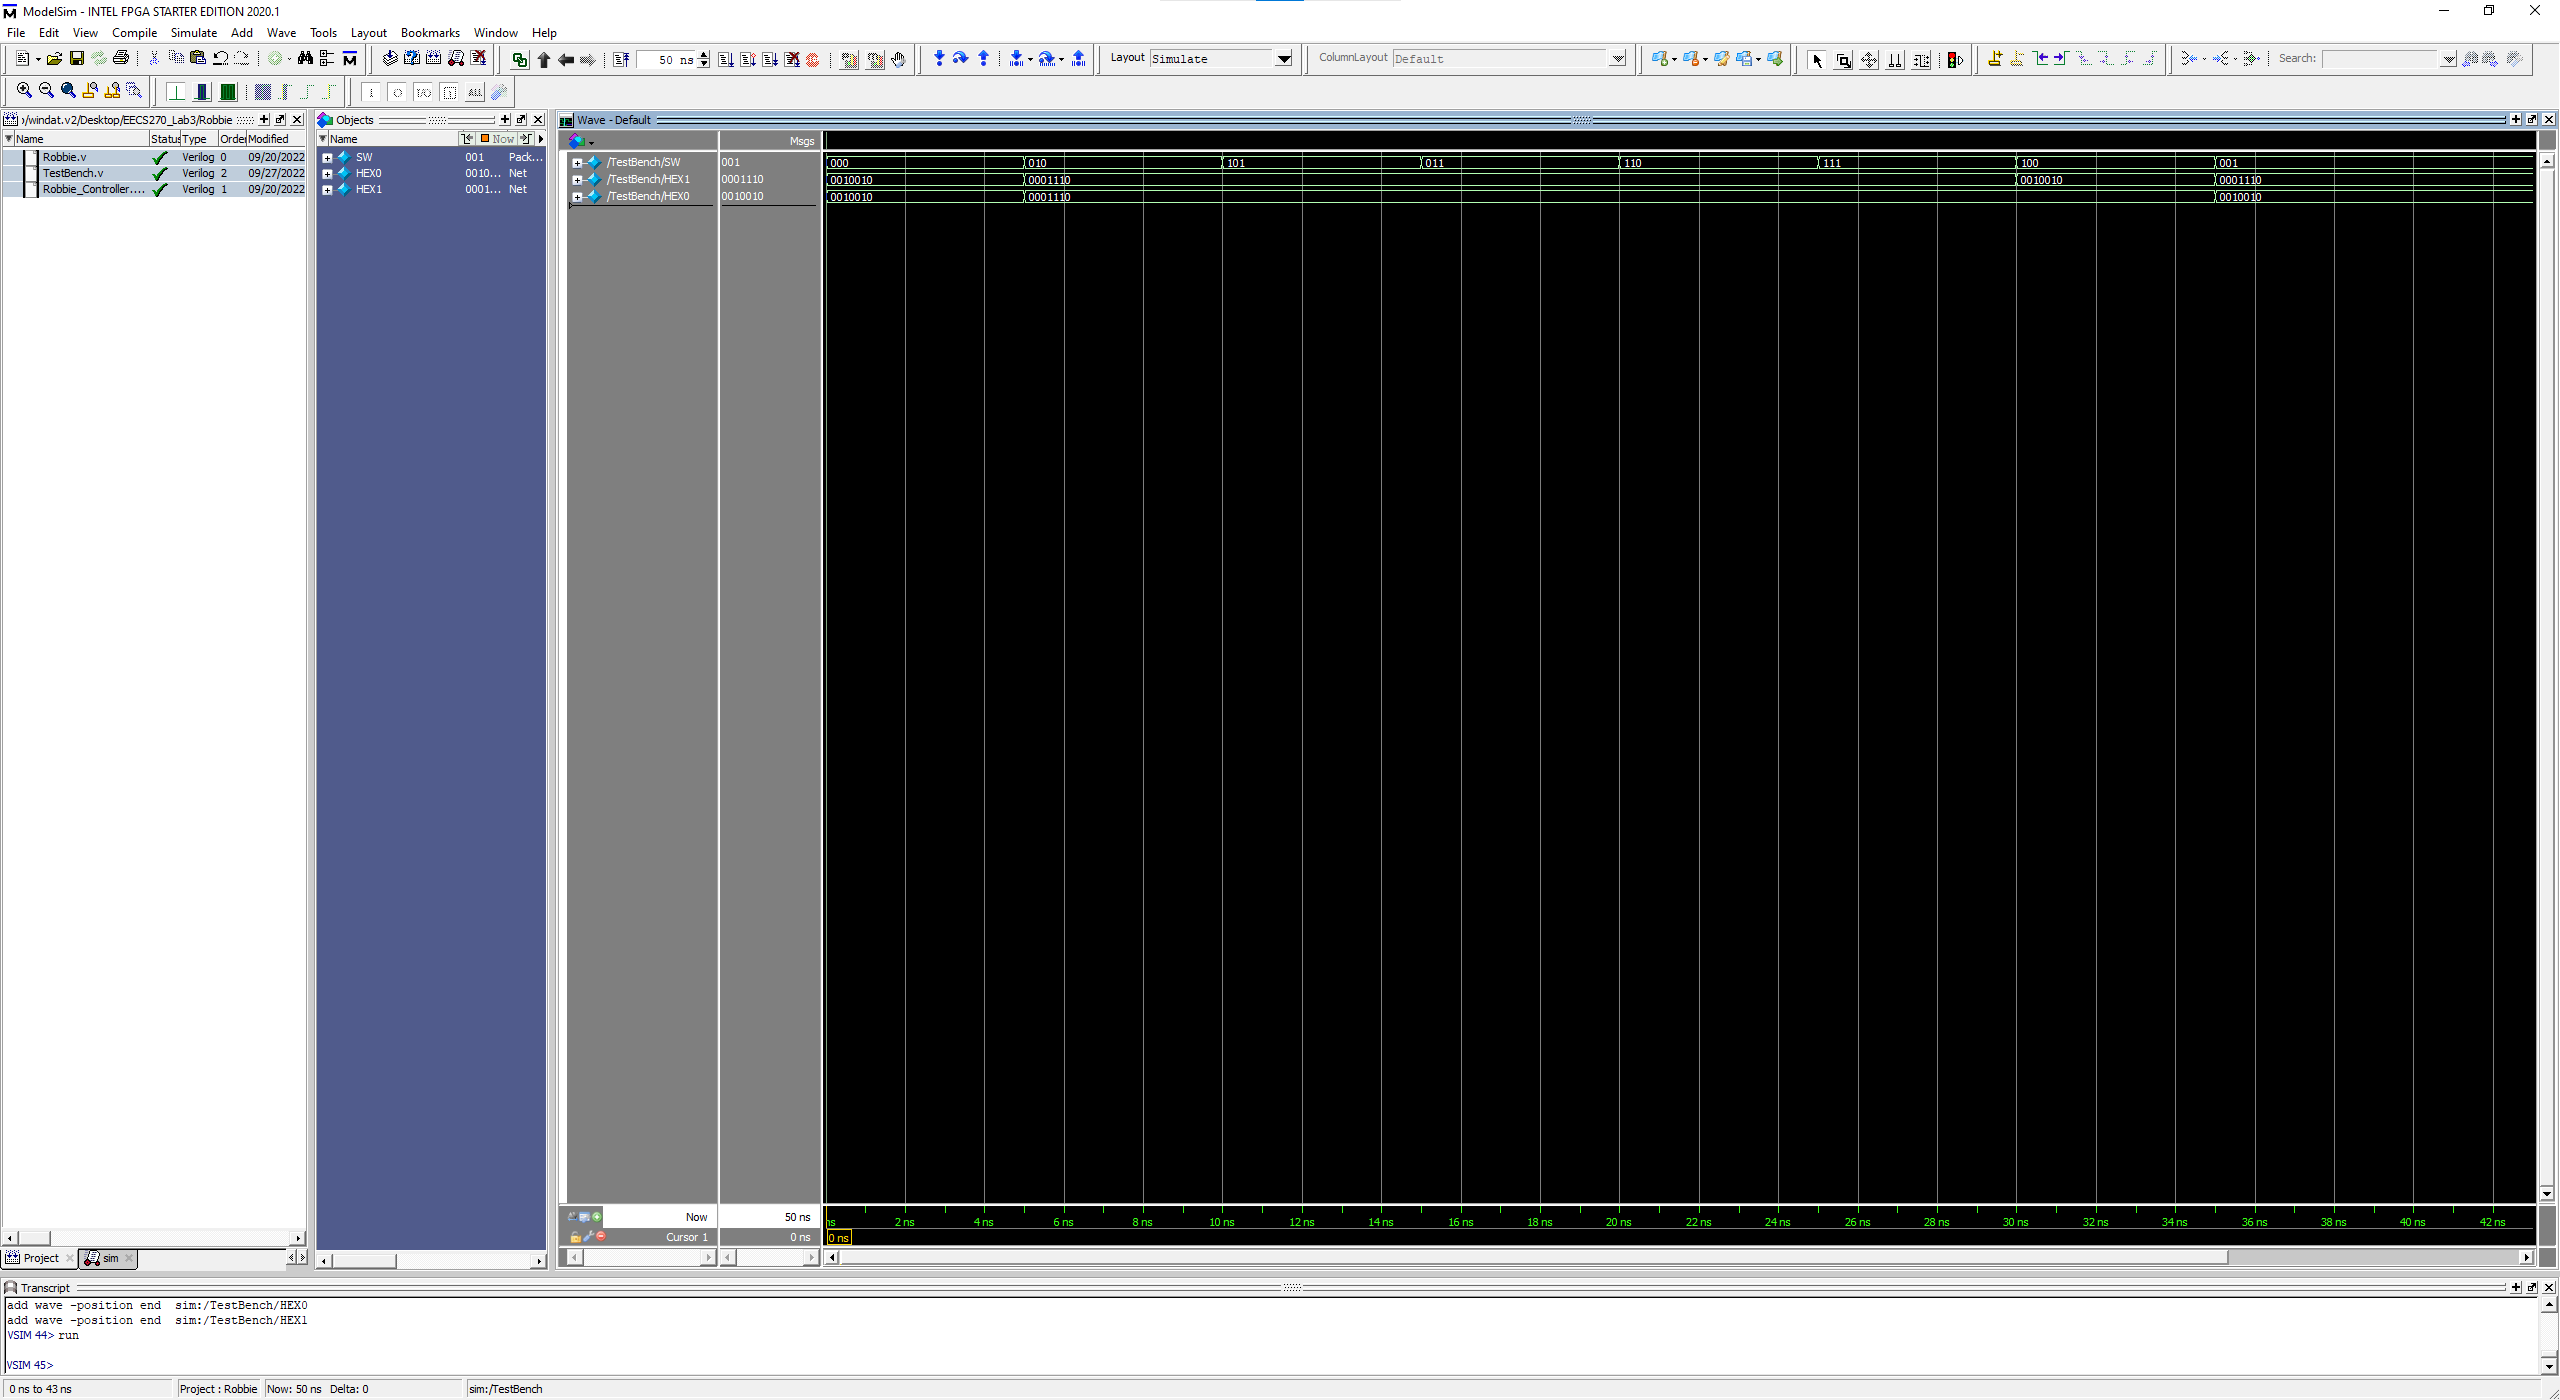 ModelSim - INTEL FPGA STARTER EDITION 2020.1
File Edit View Compile Simulate Add Wave Tools Layout Bookmarks Window Help
50 ns
Layout Simulate
ColumnLayout Default
Search:
)/windat.v2/Desktop/EECS270_Lab3/Robbie
Name Status Type Order Modified
Robbie.v Verilog 0 09/20/2022
TestBench.v Verilog 2 09/27/2022
Robbie_Controller.... Verilog 1 09/20/2022
Project sim
Objects
Name Now
SW 001 Pack...
HEX0 0010... Net
HEX1 0001... Net
Wave - Default
Msgs
/TestBench/SW 001 000 010 101 011 110 111 100 001
/TestBench/HEX1 0001110 0010010 0001110 0010010 0001110
/TestBench/HEX0 0010010 0010010 0001110 0010010
Now 50 ns ns 2 ns 4 ns 6 ns 8 ns 10 ns 12 ns 14 ns 16 ns 18 ns 20 ns 22 ns 24 ns 26 ns 28 ns 30 ns 32 ns 34 ns 36 ns 38 ns 40 ns 42 ns
Cursor 1 0 ns 0 ns
Transcript
add wave -position end sim:/TestBench/HEX0
add wave -position end sim:/TestBench/HEX1
VSIM 44> run
VSIM 45>
0 ns to 43 ns Project : Robbie Now: 50 ns Delta: 0 sim:/TestBench